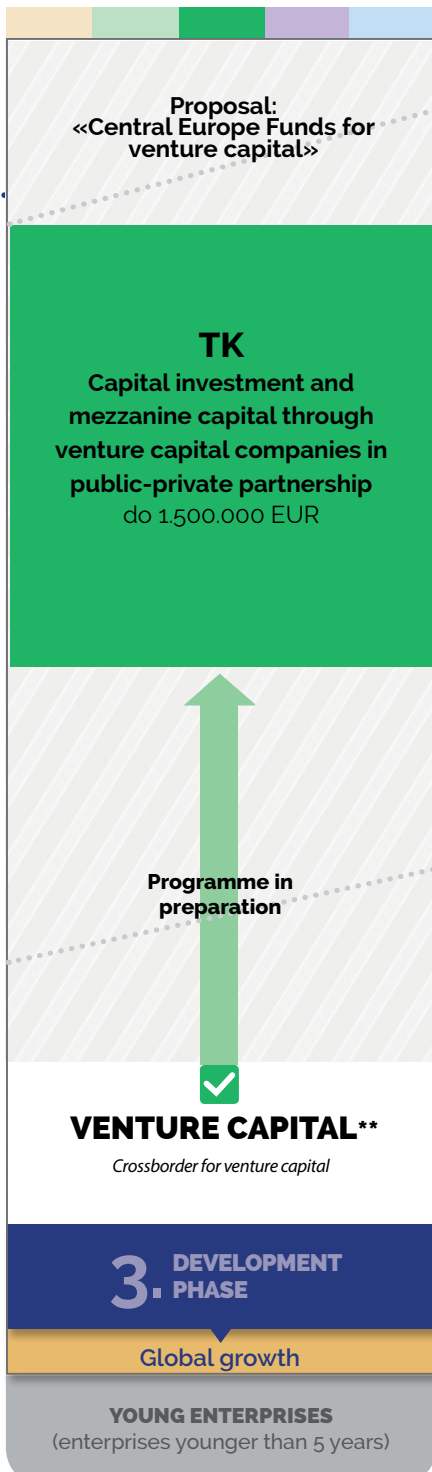 Proposal:
«Central Europe Funds for
venture capital»
TK
Capital investment and
mezzanine capital through
venture capital companies in
public-private partnership
do 1.500.000 EUR
Programme in
preparation
VENTURE CAPITAL**
Crossborder for venture capital
3. DEVELOPMENT
PHASE
Global growth
YOUNG ENTERPRISES
(enterprises younger than 5 years)